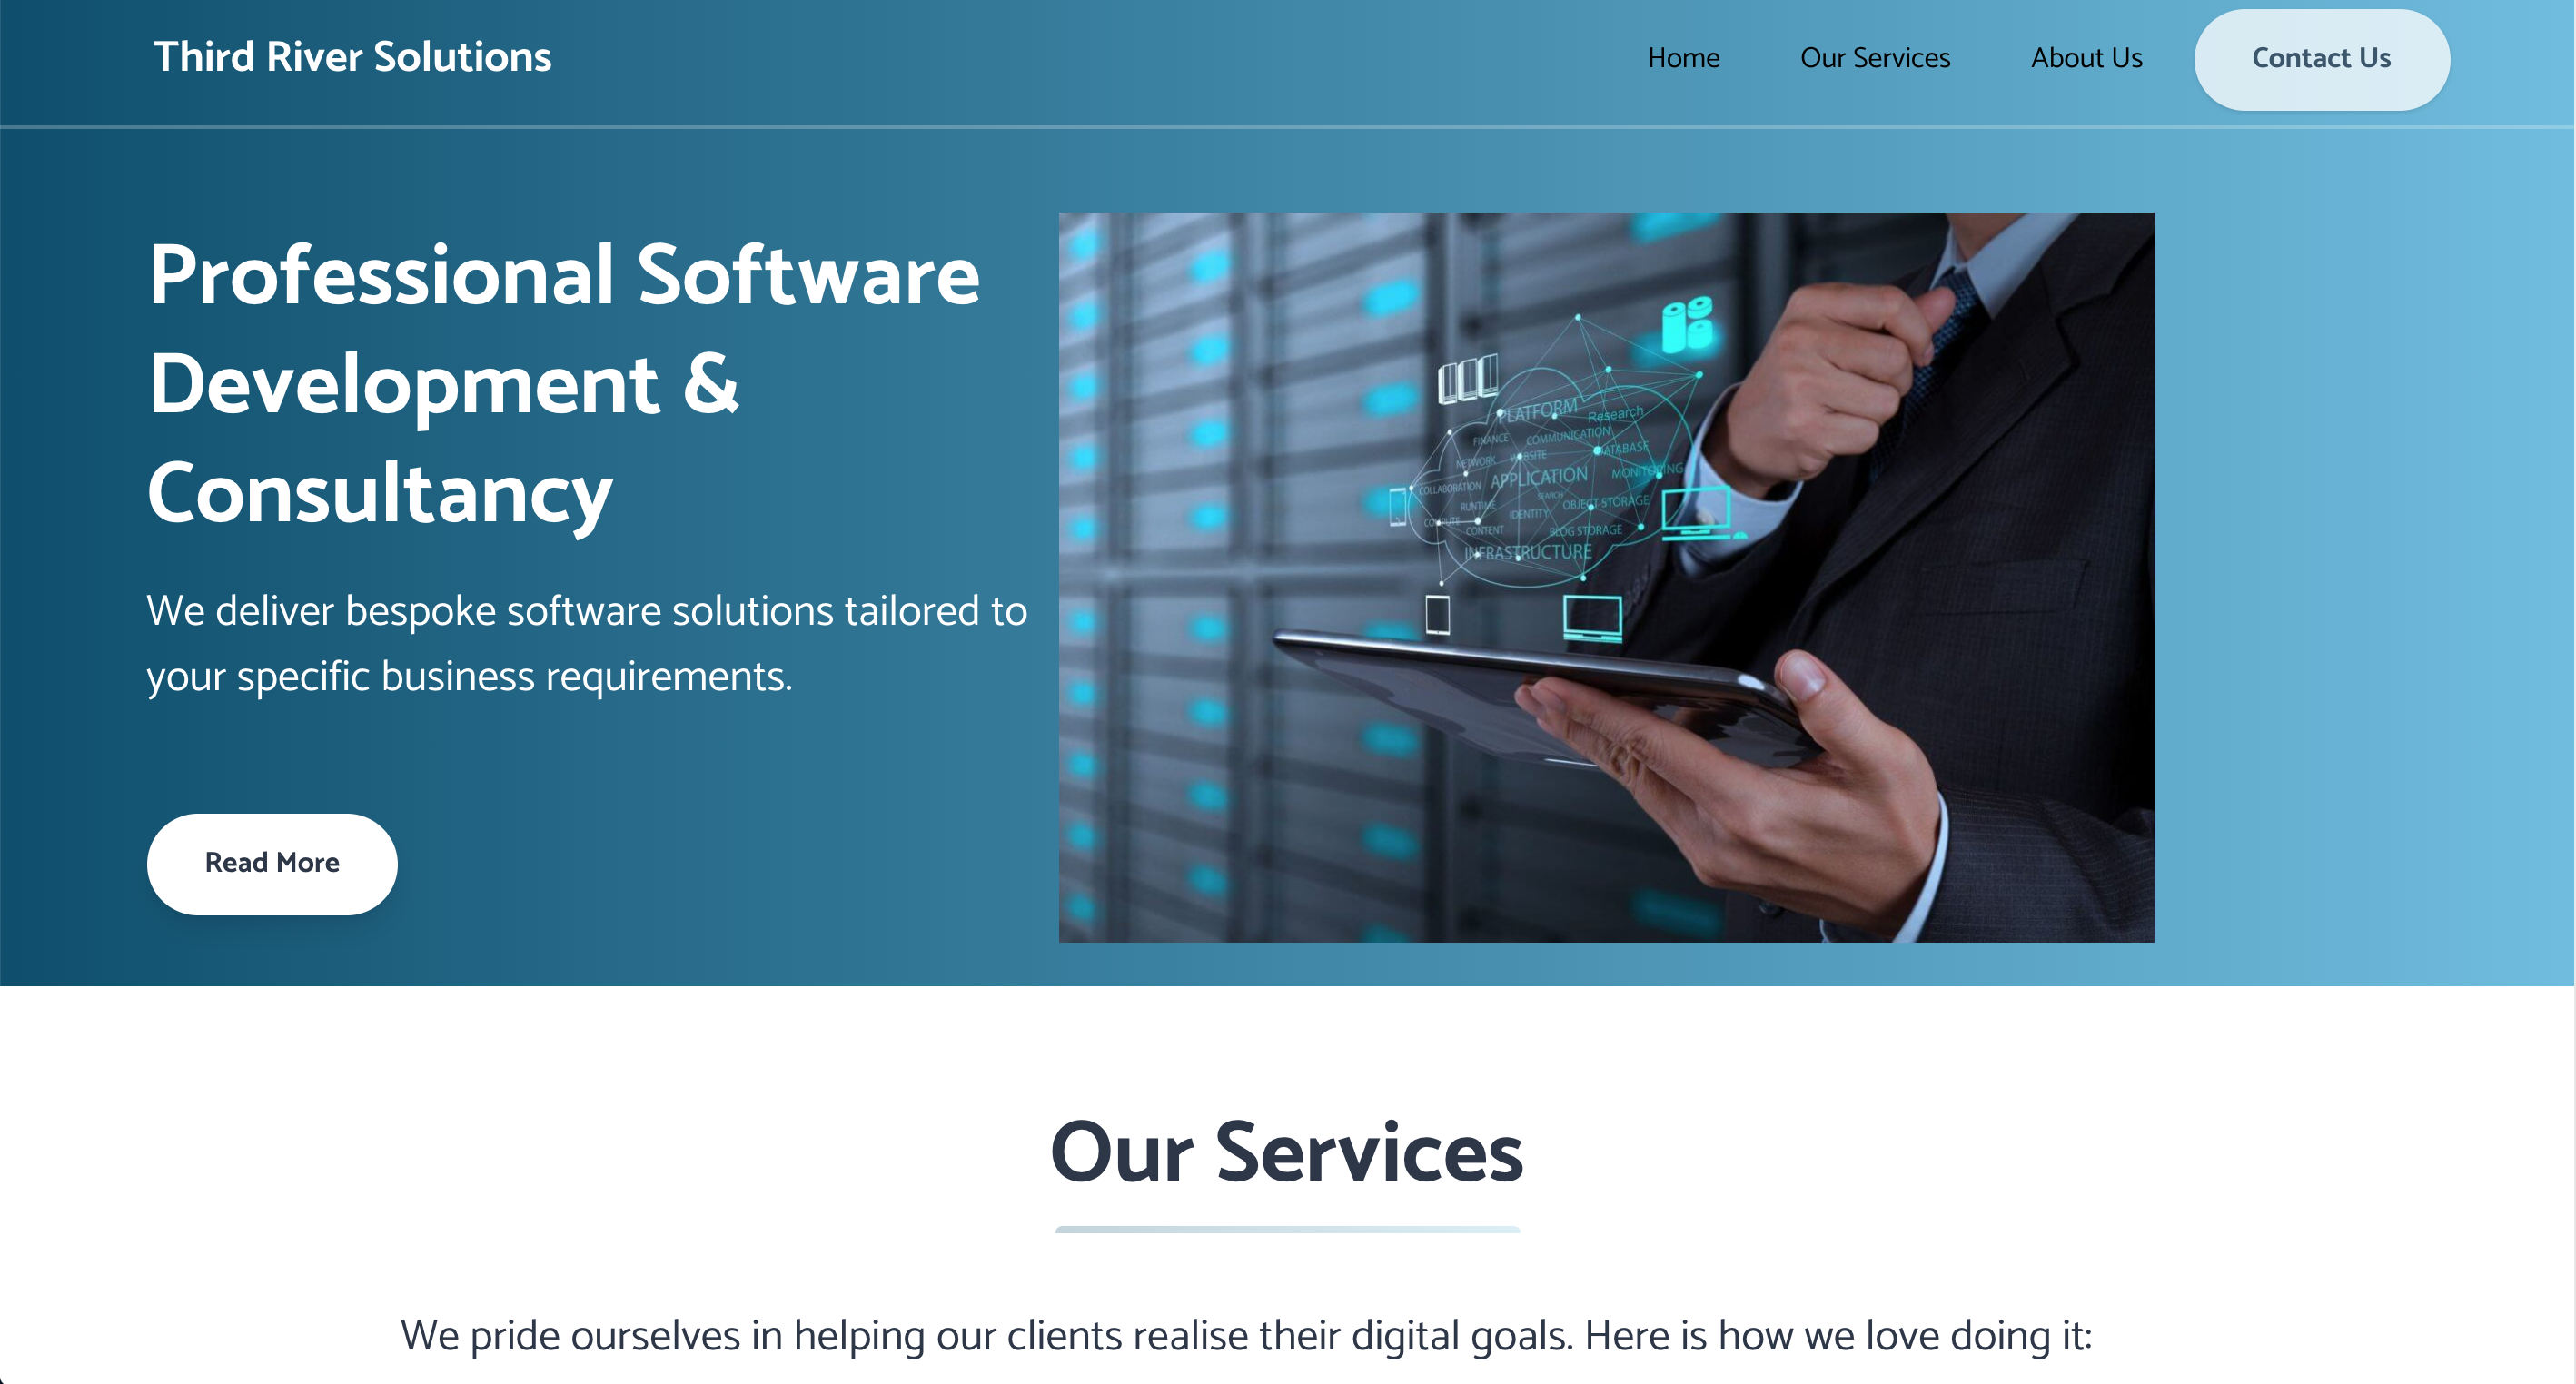 Third River Solutions
Home
Our Services
About Us
Contact Us
Professional Software
Development &
Consultancy
We deliver bespoke software solutions tailored to
your specific business requirements.
Read More
PLATFORM
Research
FINANCE
COMMUNICATION
DATABASE
NETWORK
WEBSITE
MONITORING
APPLICATION
COLLABORATION
SEARCH
OBJECT STORAGE
RUNTIME
IDENTITY
COMPUTE
CONTENT
BLOG STORAGE
INFRASTRUCTURE
Our Services
We pride ourselves in helping our clients realise their digital goals. Here is how we love doing it: